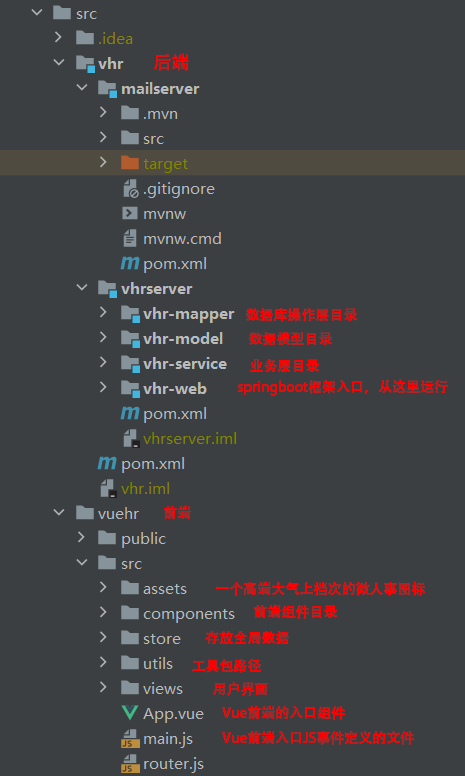 src
.idea
vhr 后端
mailserver
.mvn
src
target
.gitignore
mvnw
mvnw.cmd
pom.xml
vhrserver
vhr-mapper 数据库操作层目录
vhr-model 数据模型目录
vhr-service 业务层目录
vhr-web springboot框架入口，从这里运行
pom.xml
vhrserver.iml
pom.xml
vhr.iml
vuehr 前端
public
src
assets 一个高端大气上档次的微人事图标
components 前端组件目录
store 存放全局数据
utils 工具包路径
views 用户界面
App.vue Vue前端的入口组件
main.js Vue前端入口JS事件定义的文件
router.js